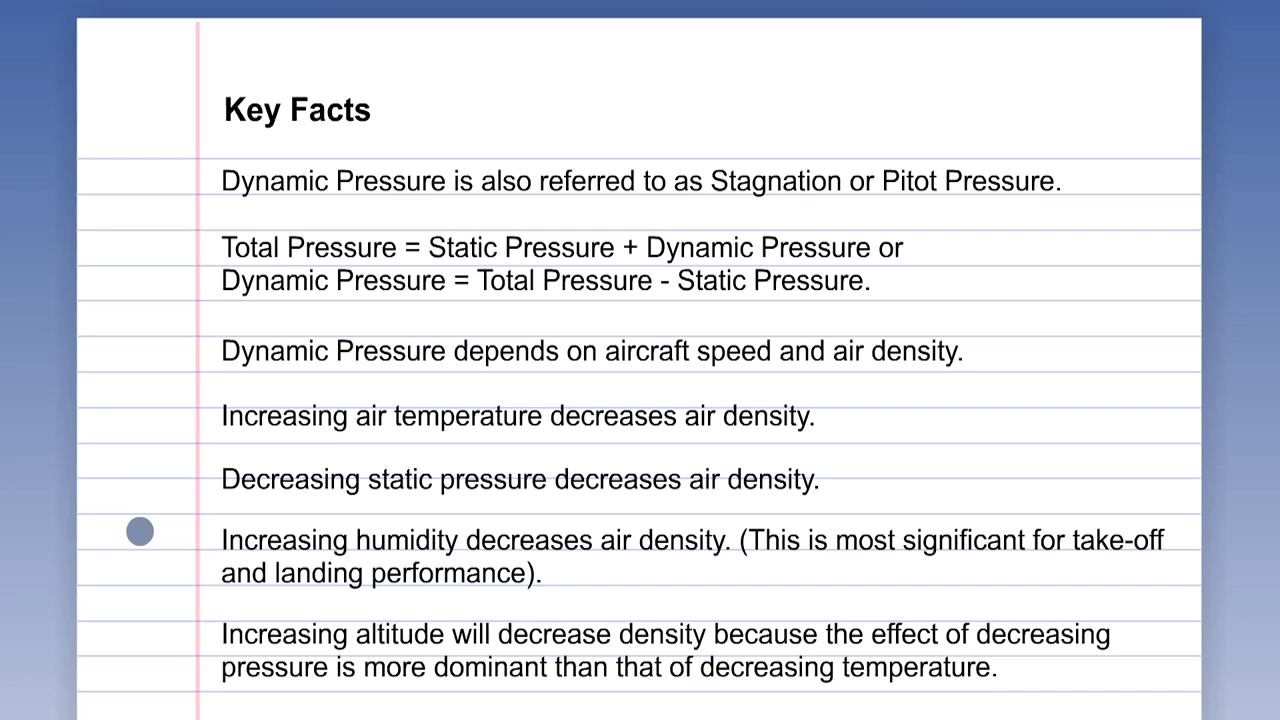 Key Facts
Dynamic Pressure is also referred to as Stagnation or Pitot Pressure.
Total Pressure = Static Pressure + Dynamic Pressure or
Dynamic Pressure = Total Pressure - Static Pressure.
Dynamic Pressure depends on aircraft speed and air density.
Increasing air temperature decreases air density.
Decreasing static pressure decreases air density.
Increasing humidity decreases air density. (This is most significant for take-off
and landing performance).
Increasing altitude will decrease density because the effect of decreasing
pressure is more dominant than that of decreasing temperature.